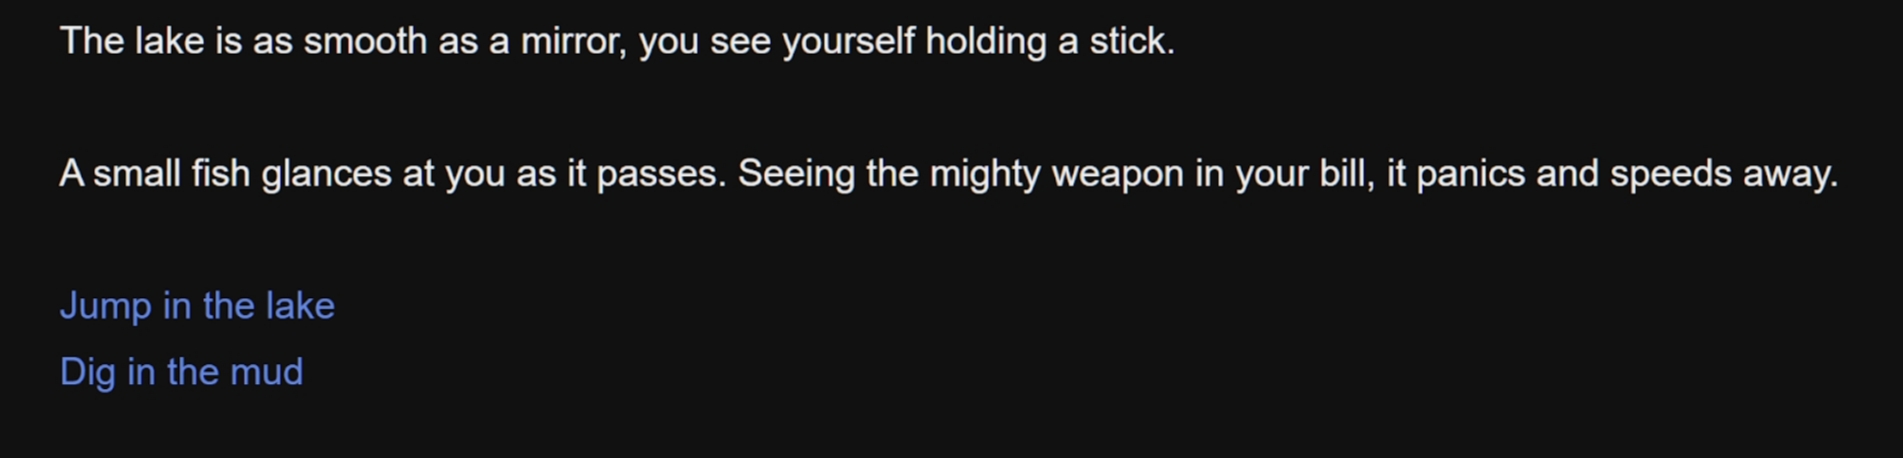 The lake is as smooth as a mirror, you see yourself holding a stick.
A small fish glances at you as it passes. Seeing the mighty weapon in your bill, it panics and speeds away.
Jump in the lake
Dig in the mud